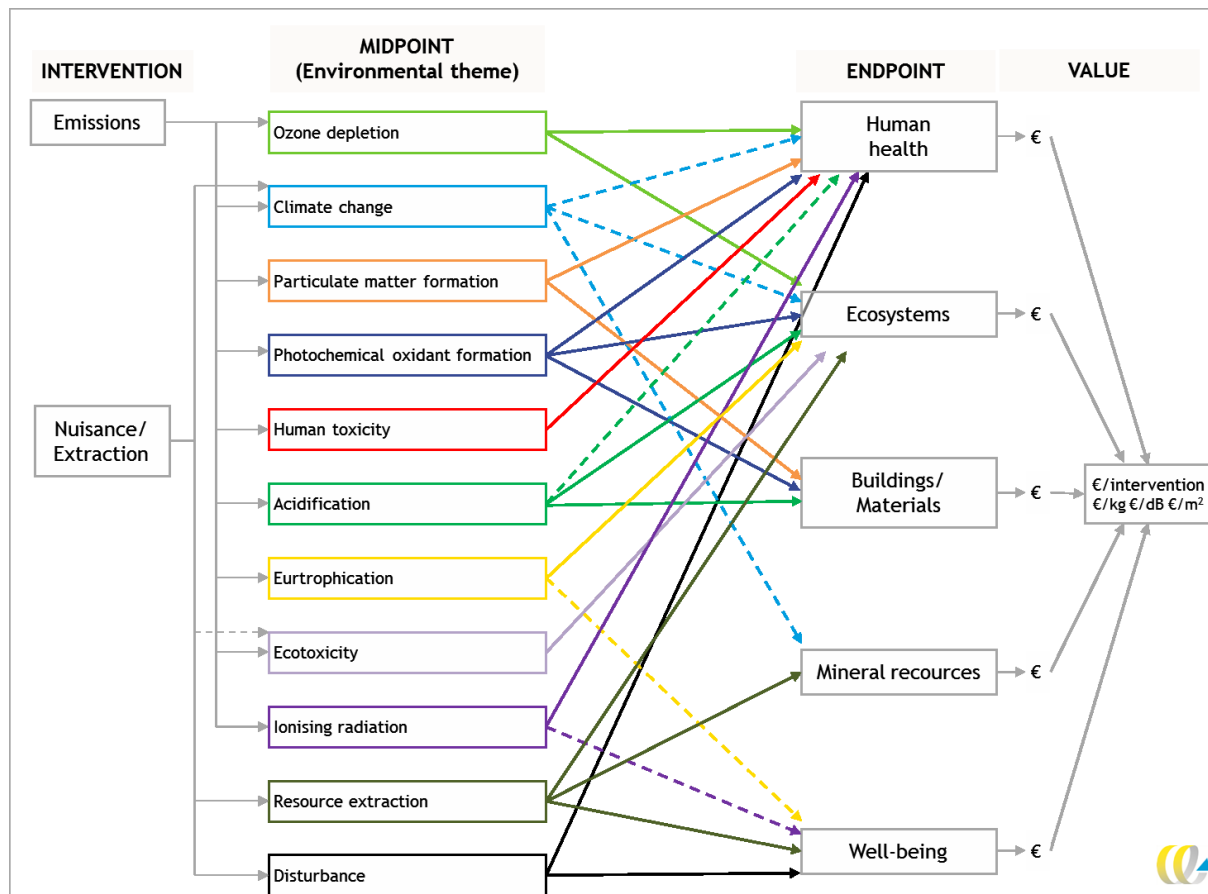 INTERVENTION
MIDPOINT
(Environmental theme)
ENDPOINT
VALUE
Emissions
Nuisance/
Extraction
Ozone depletion
Climate change
Particulate matter formation
Photochemical oxidant formation
Human toxicity
Acidification
Eurtrophication
Ecotoxicity
Ionising radiation
Resource extraction
Disturbance
Human
health
Ecosystems
Buildings/
Materials
Mineral recources
Well-being
€
€
€
€
€
€/intervention
€/kg €/dB €/m²